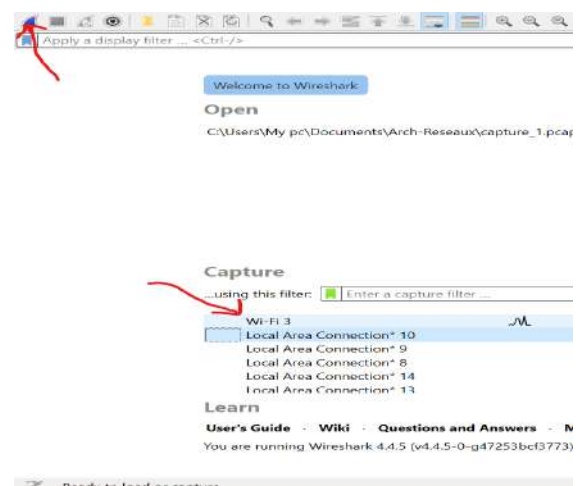 Apply a display filter ... <Ctrl-/>
Welcome to Wireshark
Open
C:\Users\My pc\Documents\Arch-Reseaux\capture_1.pcap
Capture
...using this filter: Enter a capture filter ...
Wi-Fi 3
Local Area Connection* 10
Local Area Connection* 9
Local Area Connection* 8
Local Area Connection* 14
Local Area Connection* 13
Learn
User's Guide · Wiki · Questions and Answers · M
You are running Wireshark 4.4.5 (v4.4.5-0-g47253bcf3773)
Ready to load or capture